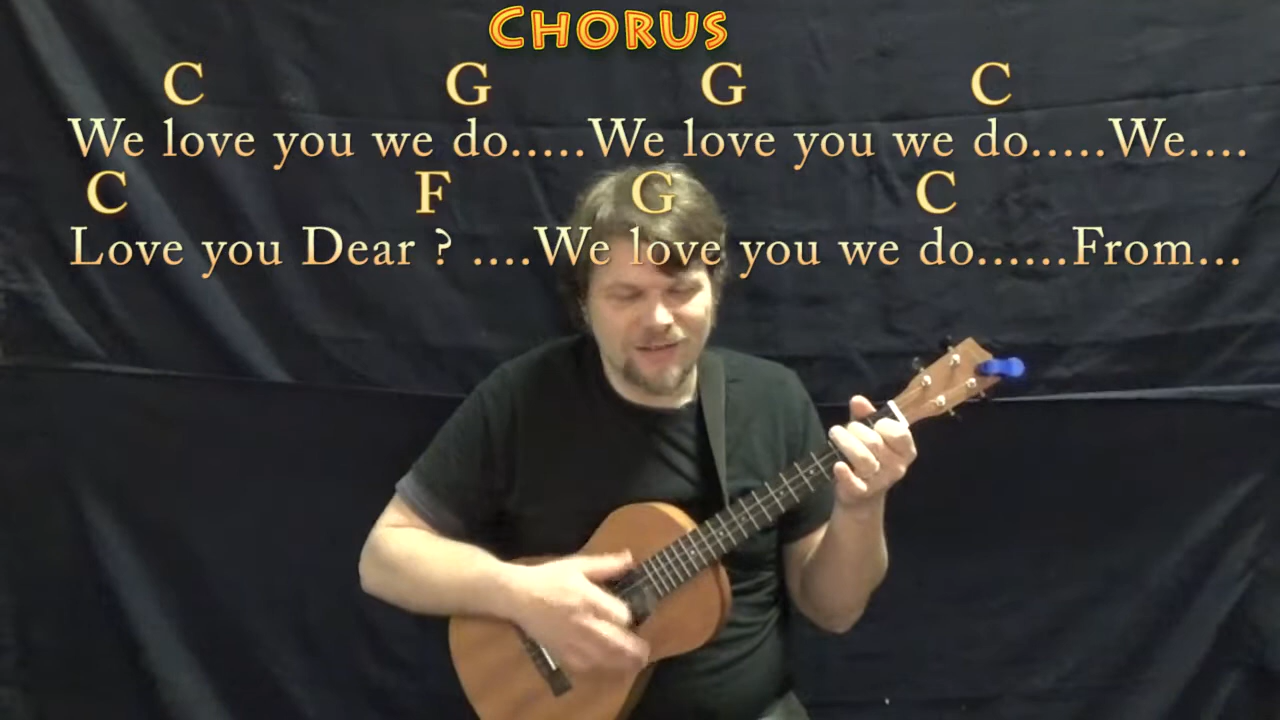 CHORUS
C G G C
We love you we do.....We love you we do.....We....
C F G C
Love you Dear ? ....We love you we do......From...